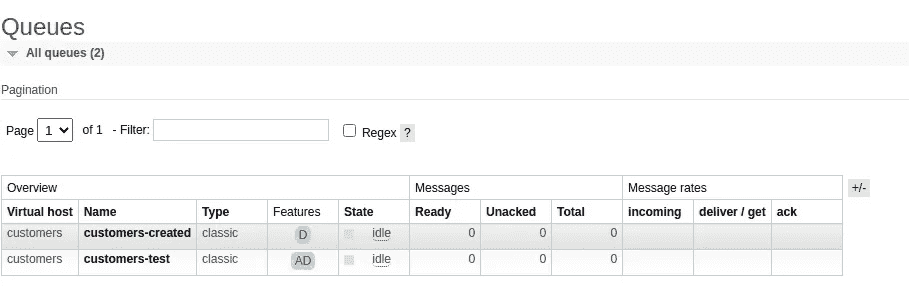 Queues
All queues (2)
Pagination
Page 1 of 1 - Filter: Regex ?
Overview Messages Message rates +/-
Virtual host Name Type Features State Ready Unacked Total incoming deliver / get ack
customers customers-created classic D idle 0 0 0
customers customers-test classic AD idle 0 0 0